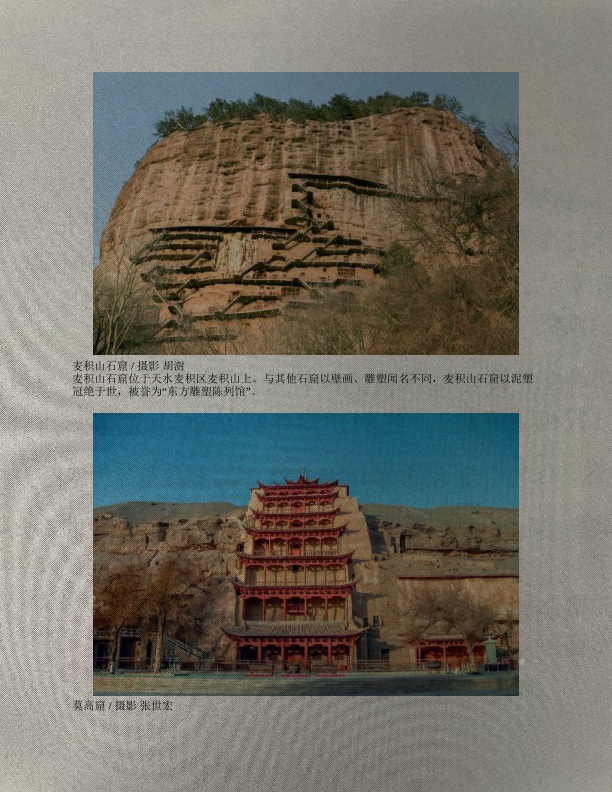 麦积山石窟 / 摄影 胡澍
麦积山石窟位于天水麦积区麦积山上。与其他石窟以壁画、雕塑闻名不同，麦积山石窟以泥塑
冠绝于世，被誉为“东方雕塑陈列馆”。
莫高窟 / 摄影 张世宏